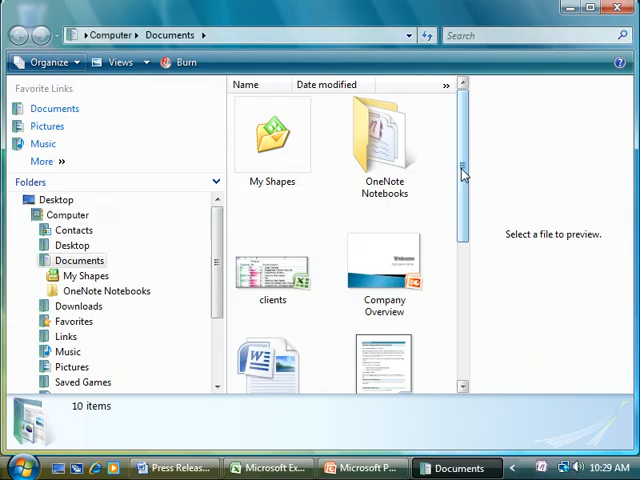 Computer
Documents
Search
Organize
Views
Burn
Favorite Links
Documents
Pictures
Music
More »
Folders
Desktop
Computer
Contacts
Desktop
Documents
My Shapes
OneNote Notebooks
Downloads
Favorites
Links
Music
Pictures
Saved Games
Name
Date modified
»
My Shapes
OneNote
Notebooks
clients
Company
Overview
Welcome
Select a file to preview.
10 items
Press Releas...
Microsoft Ex...
Microsoft P...
Documents
10:29 AM